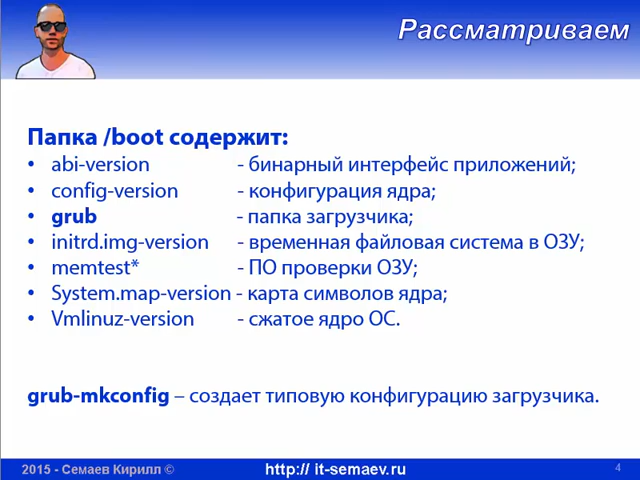 Рассматриваем
Папка /boot содержит:
• abi-version - бинарный интерфейс приложений;
• config-version - конфигурация ядра;
• grub - папка загрузчика;
• initrd.img-version - временная файловая система в ОЗУ;
• memtest* - ПО проверки ОЗУ;
• System.map-version - карта символов ядра;
• Vmlinuz-version - сжатое ядро ОС.
grub-mkconfig – создает типовую конфигурацию загрузчика.
2015 - Семаев Кирилл © http:// it-semaev.ru 4